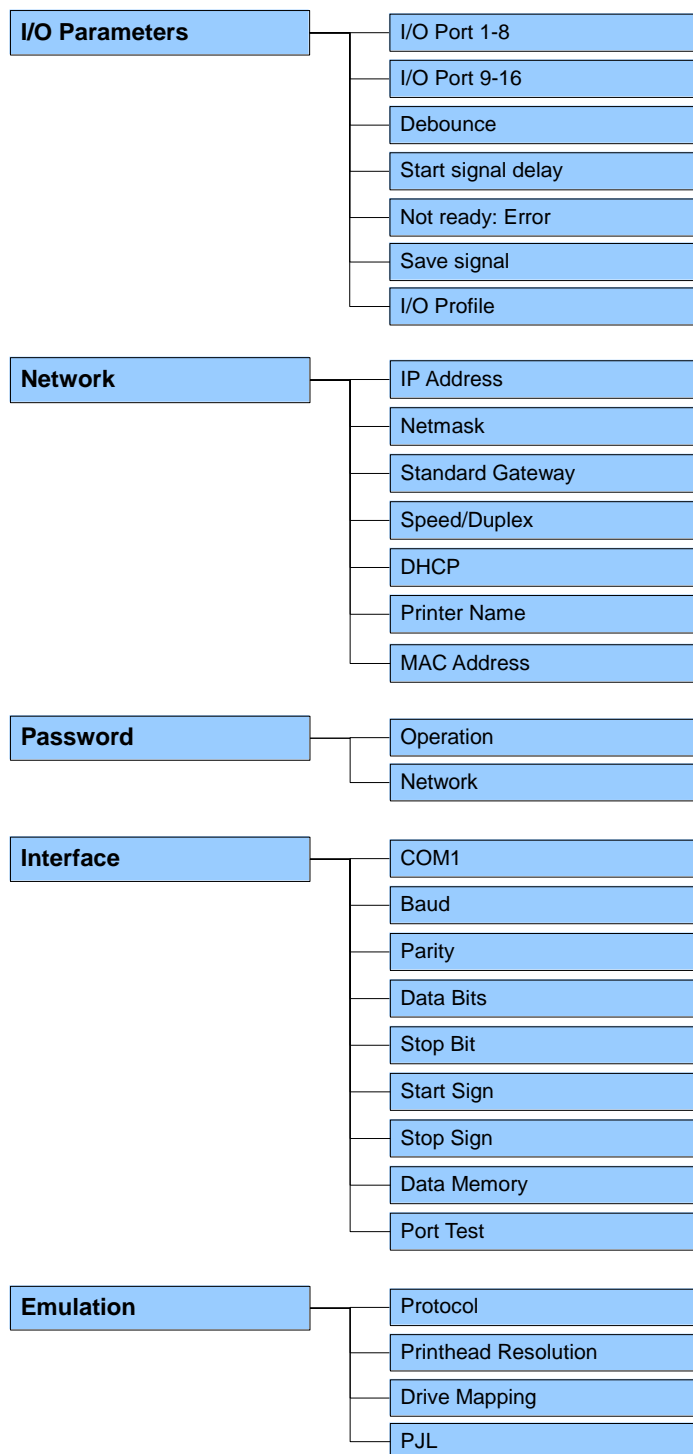 I/O Parameters
I/O Port 1-8
I/O Port 9-16
Debounce
Start signal delay
Not ready: Error
Save signal
I/O Profile
Network
IP Address
Netmask
Standard Gateway
Speed/Duplex
DHCP
Printer Name
MAC Address
Password
Operation
Network
Interface
COM1
Baud
Parity
Data Bits
Stop Bit
Start Sign
Stop Sign
Data Memory
Port Test
Emulation
Protocol
Printhead Resolution
Drive Mapping
PJL